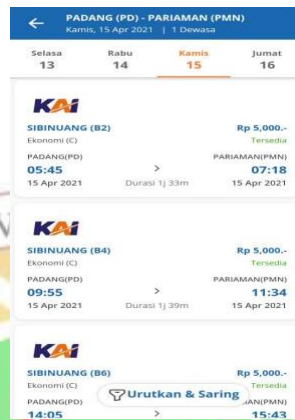 PADANG (PD) - PARIAMAN (PMN)
Kamis, 15 Apr 2021 | 1 Dewasa
Selasa Rabu Kamis Jumat
13 14 15 16
KAI
SIBINUANG (B2) Rp 5,000.-
Ekonomi (C) Tersedia
PADANG(PD) PARIAMAN(PMN)
05:45 > 07:18
15 Apr 2021 Durasi 1j 33m 15 Apr 2021
KAI
SIBINUANG (B4) Rp 5,000.-
Ekonomi (C) Tersedia
PADANG(PD) > PARIAMAN(PMN)
09:55 11:34
15 Apr 2021 Durasi 1j 39m 15 Apr 2021
KAI
SIBINUANG (B6) Rp 5,000.-
Ekonomi (C) Tersedia
Urutkan & Saring
PADANG(PD) IAMAN(PMN)
14:05 > 15:43